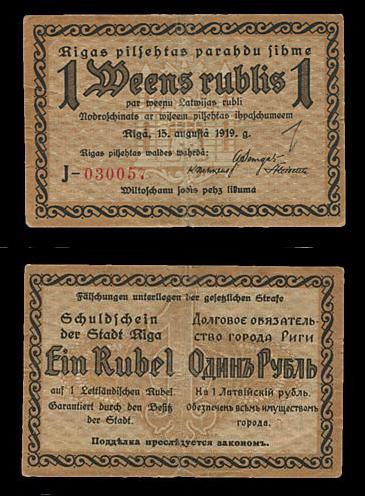 Rigas pilsehtas parahdu sihme
1 Weens rublis 1
par weenu Latwijas rubli
Nodroschinats ar wiseem pilsehtas ihpaschumeem
Rigā, 15. augustā 1919. g.
Rigas pilsehtas waldes wahrdā:
J-030057
Wiltoschanu sodis pehz likuma
Fälschungen unterliegen der gesetzlichen Strafe
Schuldschein
der Stadt Riga
Ein Rubel
auf 1 Lettländischen Rubel
Garantiert durch den Besitz
der Stadt.
Долговое обязатель-
ство города Риги
Одинъ Рубль
На 1 Латвійскій рубль.
обезпеченъ всѣмъ имуществомъ
города.
Поддѣлка преслѣдуется закономъ.